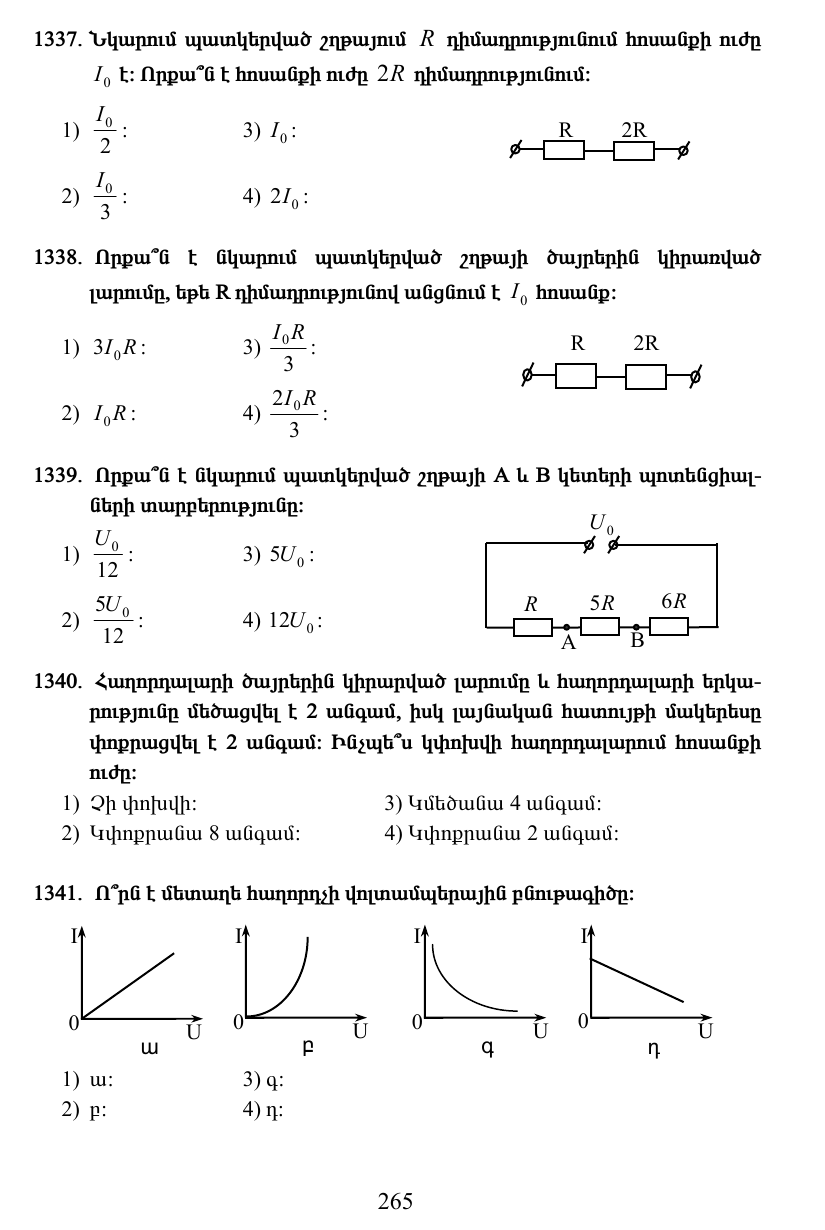 1337. Նկարում պատկերված շղթայում R դիմադրությունում հոսանքի ուժը
I₀ է: Որքա՞ն է հոսանքի ուժը 2R դիմադրությունում:
1) I₀/2 : 3) I₀ :
R 2R
2) I₀/3 : 4) 2I₀ :
1338. Որքա՞ն է նկարում պատկերված շղթայի ծայրերին կիրառված
լարումը, եթե R դիմադրությունով անցնում է I₀ հոսանք:
1) 3I₀R : 3) I₀R/3 :
R 2R
2) I₀R : 4) 2I₀R/3 :
1339. Որքա՞ն է նկարում պատկերված շղթայի A և B կետերի պոտենցիալ-
ների տարբերությունը:
U₀
1) U₀/12 : 3) 5U₀ :
2) 5U₀/12 : 4) 12U₀ :
R 5R 6R
A B
1340. Հաղորդալարի ծայրերին կիրարված լարումը և հաղորդալարի երկա-
րությունը մեծացվել է 2 անգամ, իսկ լայնական հատույթի մակերեսը
փոքրացվել է 2 անգամ: Ինչպե՞ս կփոխվի հաղորդալարում հոսանքի
ուժը:
1) Չի փոխվի: 3) Կմեծանա 4 անգամ:
2) Կփոքրանա 8 անգամ: 4) Կփոքրանա 2 անգամ:
1341. Ո՞րն է մետաղե հաղորդչի վոլտամպերային բնութագիծը:
I I I I
0 U 0 U 0 U 0 U
ա բ գ դ
1) ա: 3) գ:
2) բ: 4) դ:
265